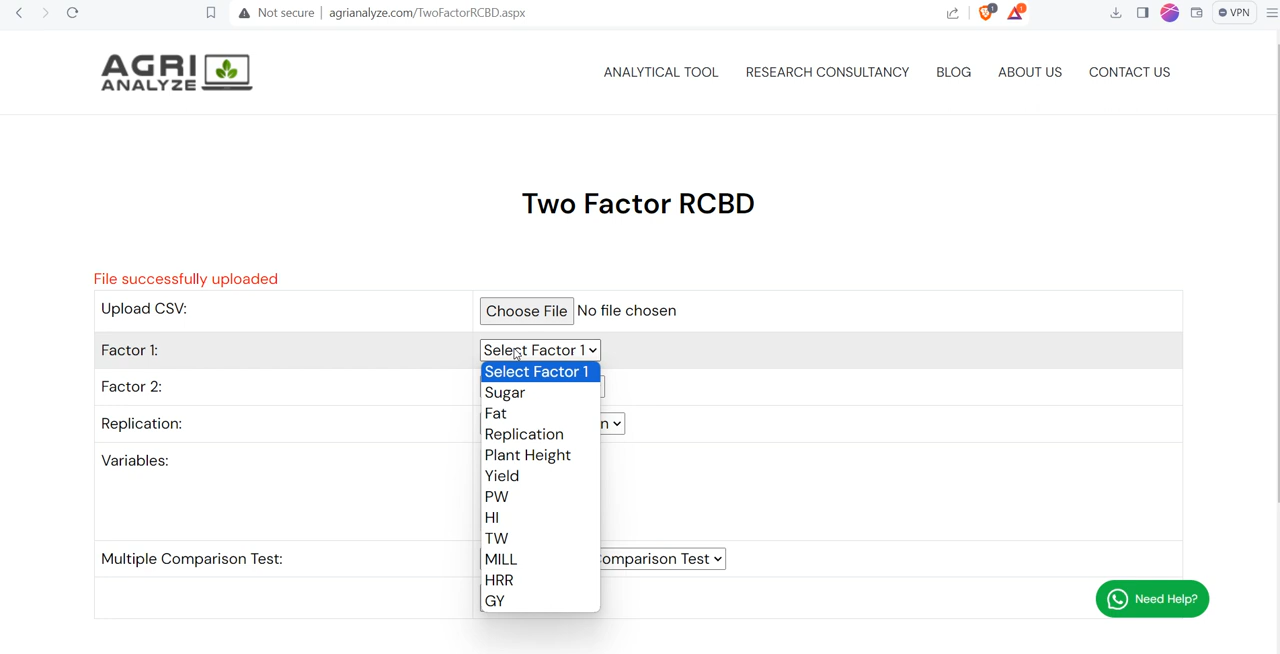 Not secure | agrianalyze.com/TwoFactorRCBD.aspx
1
1
VPN
AGRI
ANALYZE
ANALYTICAL TOOL
RESEARCH CONSULTANCY
BLOG
ABOUT US
CONTACT US
Two Factor RCBD
File successfully uploaded
Upload CSV:
Choose File No file chosen
Factor 1:
Select Factor 1
Select Factor 1
Factor 2:
Sugar
Fat
Replication:
n
Replication
Plant Height
Variables:
Yield
PW
HI
TW
Multiple Comparison Test:
omparison Test
MILL
HRR
GY
Need Help?